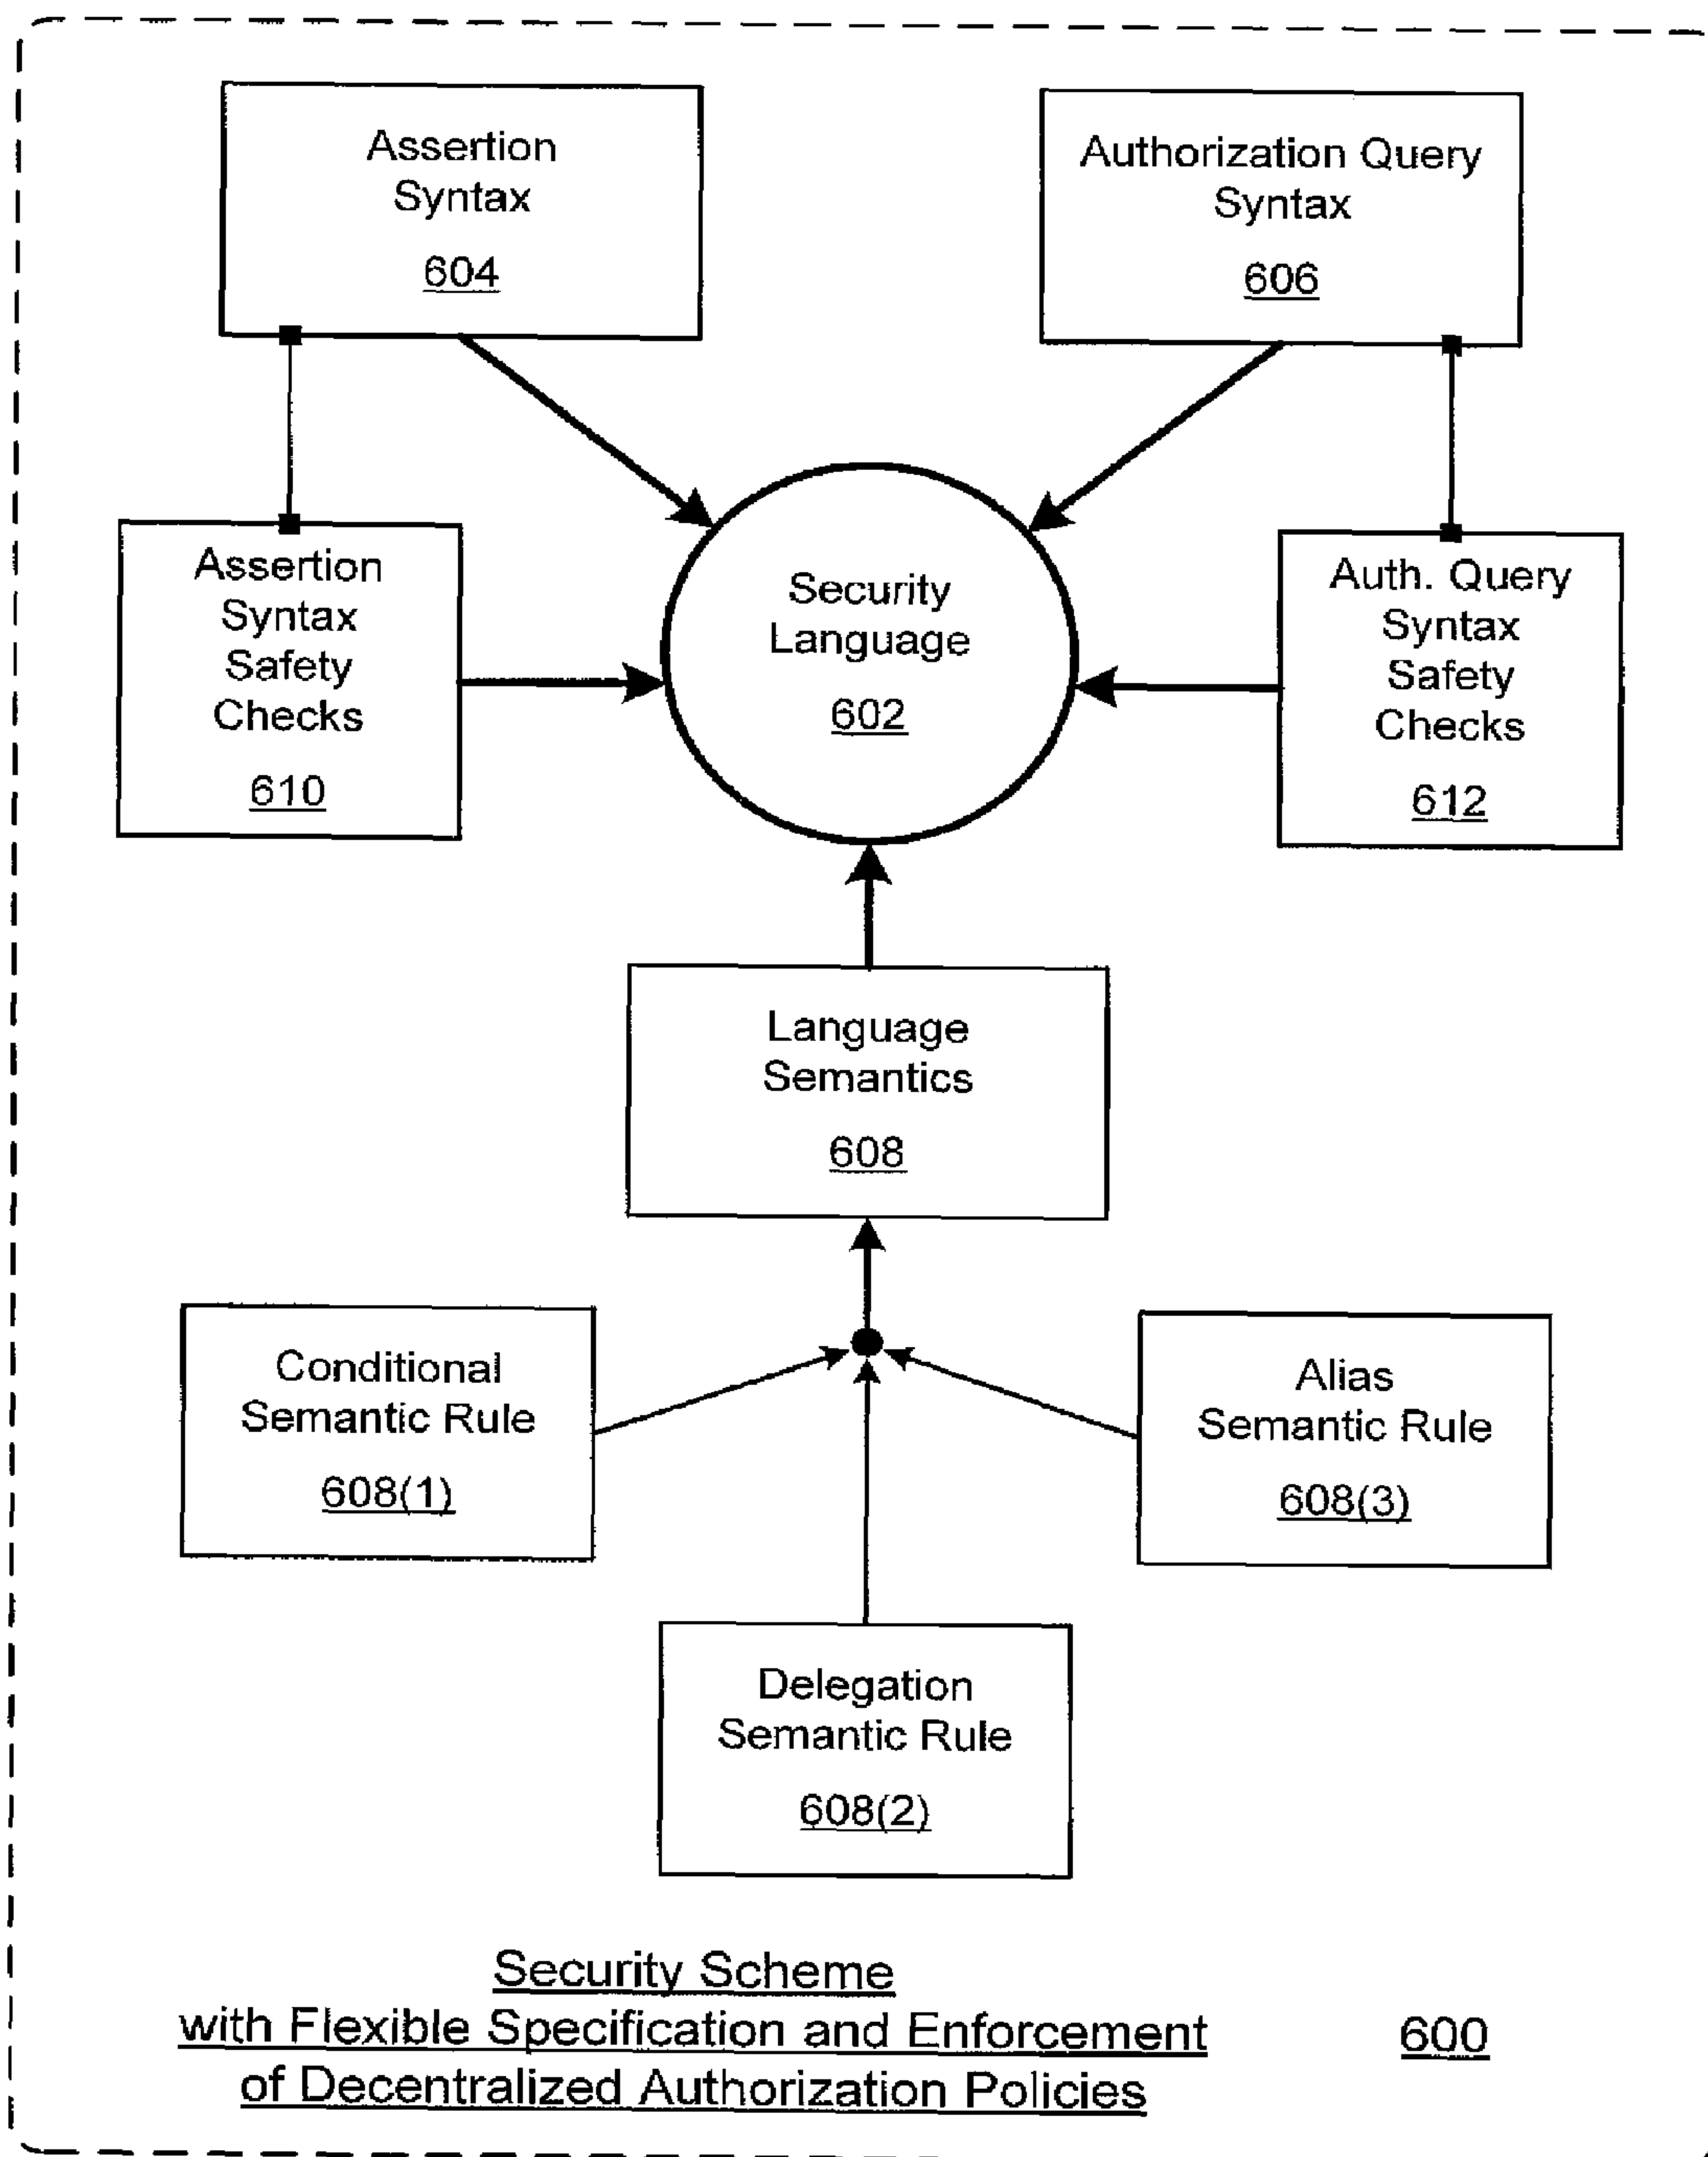 Assertion
Syntax
604
Authorization Query
Syntax
606
Assertion
Syntax
Safety
Checks
610
Security
Language
602
Auth. Query
Syntax
Safety
Checks
612
Language
Semantics
608
Conditional
Semantic Rule
608(1)
Alias
Semantic Rule
608(3)
Delegation
Semantic Rule
608(2)
Security Scheme
with Flexible Specification and Enforcement
of Decentralized Authorization Policies
600